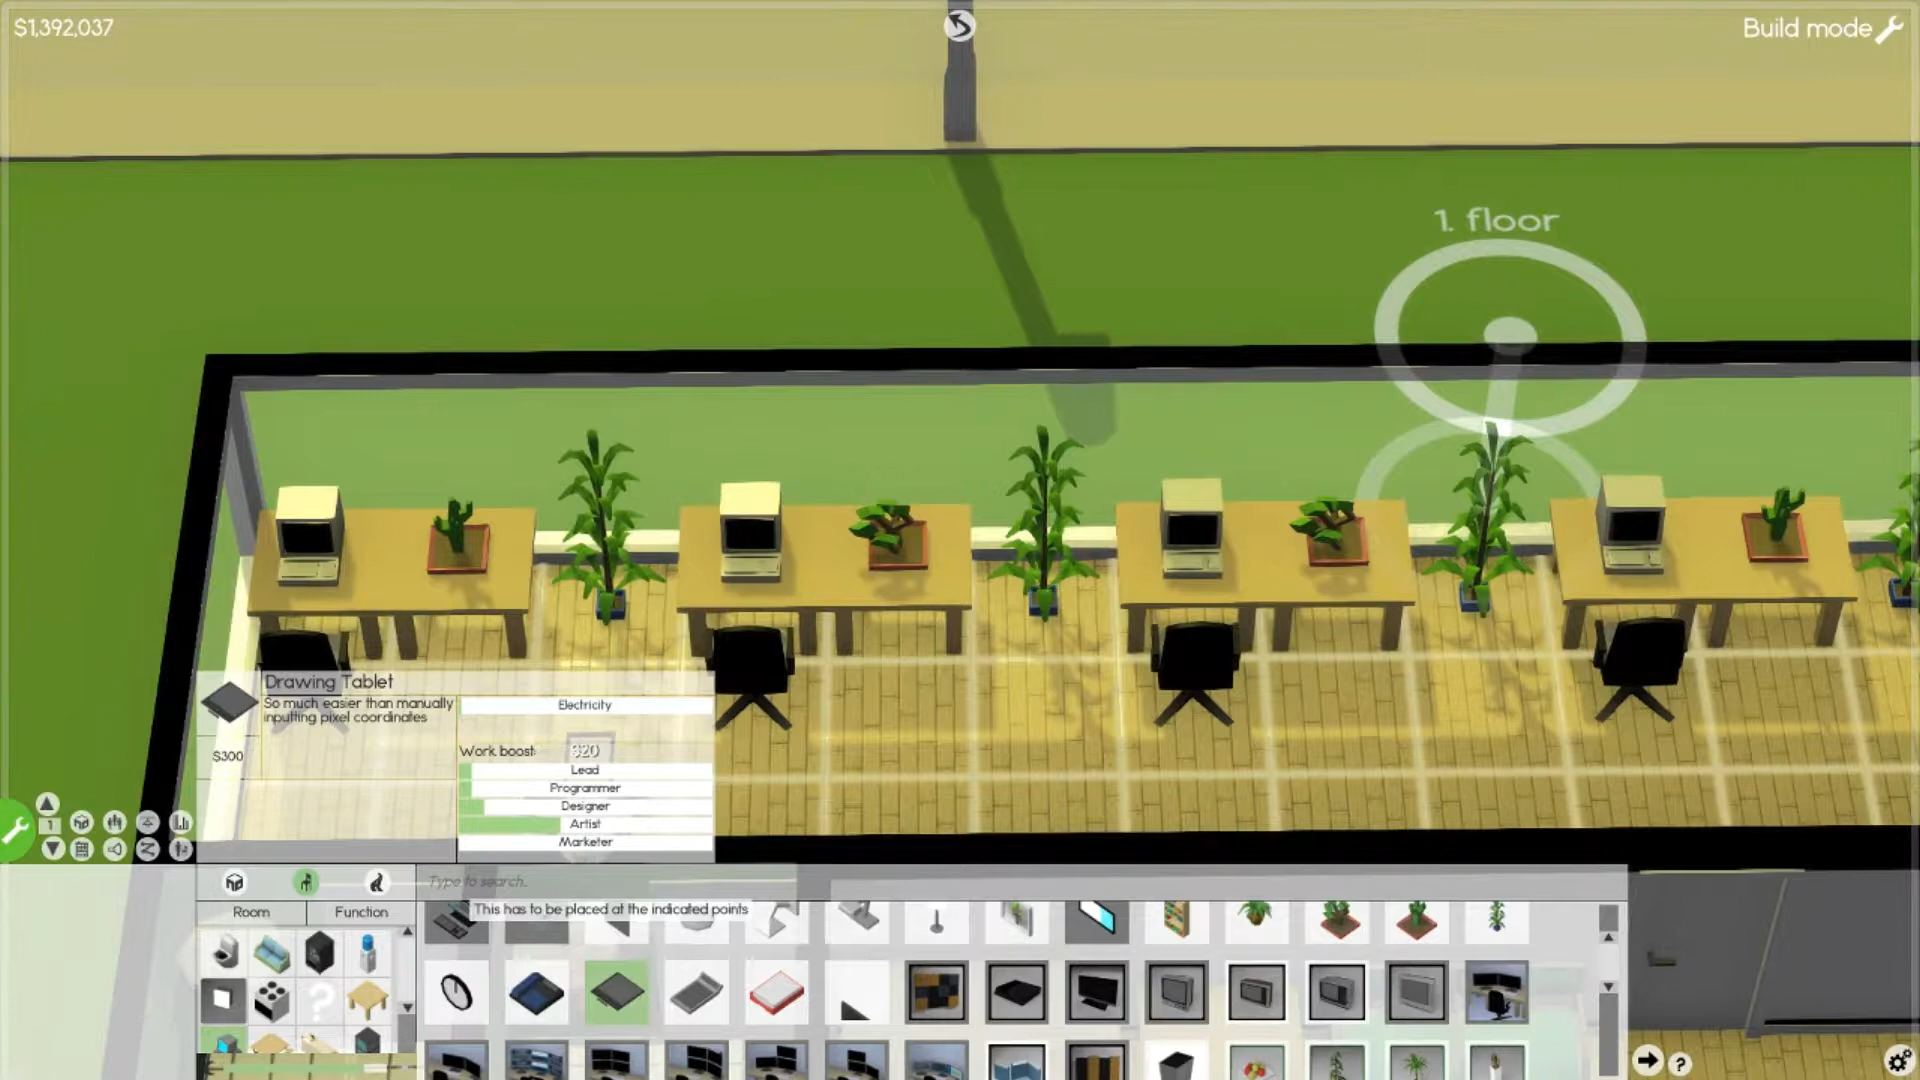 $1,392,037
Build mode
1. floor
Drawing Tablet
So much easier than manually
inputting pixel coordinates
$300
Electricity
Work boost:
$20
Lead
Programmer
Designer
Artist
Marketer
1
Type to search.
Room
Function
This has to be placed at the indicated points
?
?